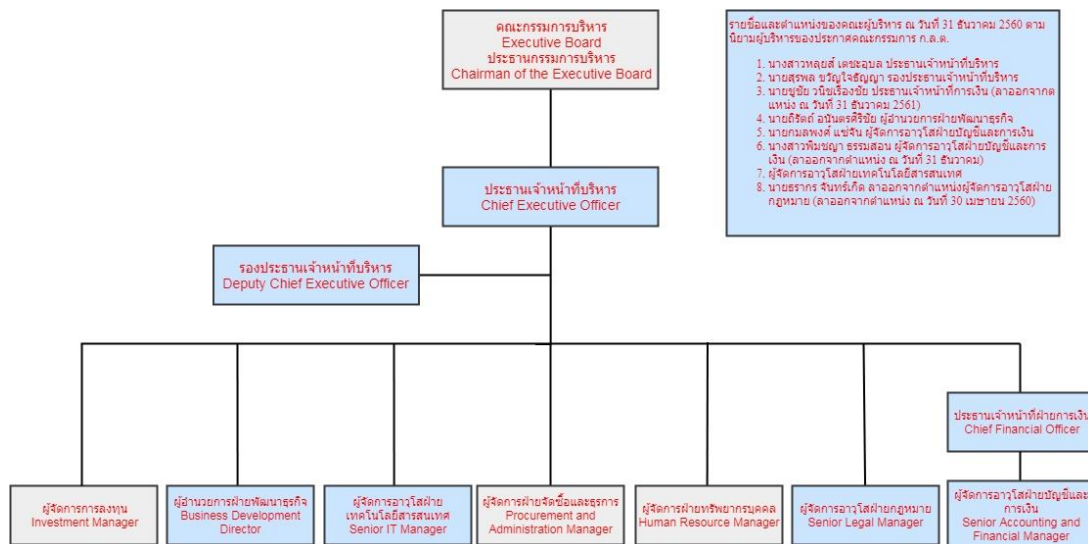 คณะกรรมการบริหาร
Executive Board
ประธานกรรมการบริหาร
Chairman of the Executive Board
รายชื่อและตำแหน่งของคณะผู้บริหาร ณ วันที่ 31 ธันวาคม 2560 ตาม
นิยามผู้บริหารของประกาศคณะกรรมการ ก.ล.ต.
1. นางสาวหลุยส์ เตชะอุบล ประธานเจ้าหน้าที่บริหาร
2. นายสุรพล ขวัญใจธัญญา รองประธานเจ้าหน้าที่บริหาร
3. นายชูชัย วนิชเรืองชัย ประธานเจ้าหน้าที่การเงิน (ลาออกจากต
แหน่ง ณ วันที่ 31 ธันวาคม 2561)
4. นายถิรัตถ์ อนันตรศิริชัย ผู้อำนวยการฝ่ายพัฒนาธุรกิจ
5. นายกมลพงศ์ แซ่จัน ผู้จัดการอาวุโสฝ่ายบัญชีและการเงิน
6. นางสาวพิมชญา ธรรมสอน ผู้จัดการอาวุโสฝ่ายบัญชีและการ
เงิน (ลาออกจากตำแหน่ง ณ วันที่ 31 ธันวาคม)
7. ผู้จัดการอาวุโสฝ่ายเทคโนโลยีสารสนเทศ
8. นายธรากร จันทร์เกิด ลาออกจากตำแหน่งผู้จัดการอาวุโสฝ่าย
กฎหมาย (ลาออกจากตำแหน่ง ณ วันที่ 30 เมษายน 2560)
ประธานเจ้าหน้าที่บริหาร
Chief Executive Officer
รองประธานเจ้าหน้าที่บริหาร
Deputy Chief Executive Officer
ประธานเจ้าหน้าที่ฝ่ายการเงิน
Chief Financial Officer
ผู้จัดการการลงทุน
Investment Manager
ผู้อำนวยการฝ่ายพัฒนาธุรกิจ
Business Development
Director
ผู้จัดการอาวุโสฝ่าย
เทคโนโลยีสารสนเทศ
Senior IT Manager
ผู้จัดการฝ่ายจัดซื้อและธุรการ
Procurement and
Administration Manager
ผู้จัดการฝ่ายทรัพยากรบุคคล
Human Resource Manager
ผู้จัดการอาวุโสฝ่ายกฎหมาย
Senior Legal Manager
ผู้จัดการอาวุโสฝ่ายบัญชีและ
การเงิน
Senior Accounting and
Financial Manager